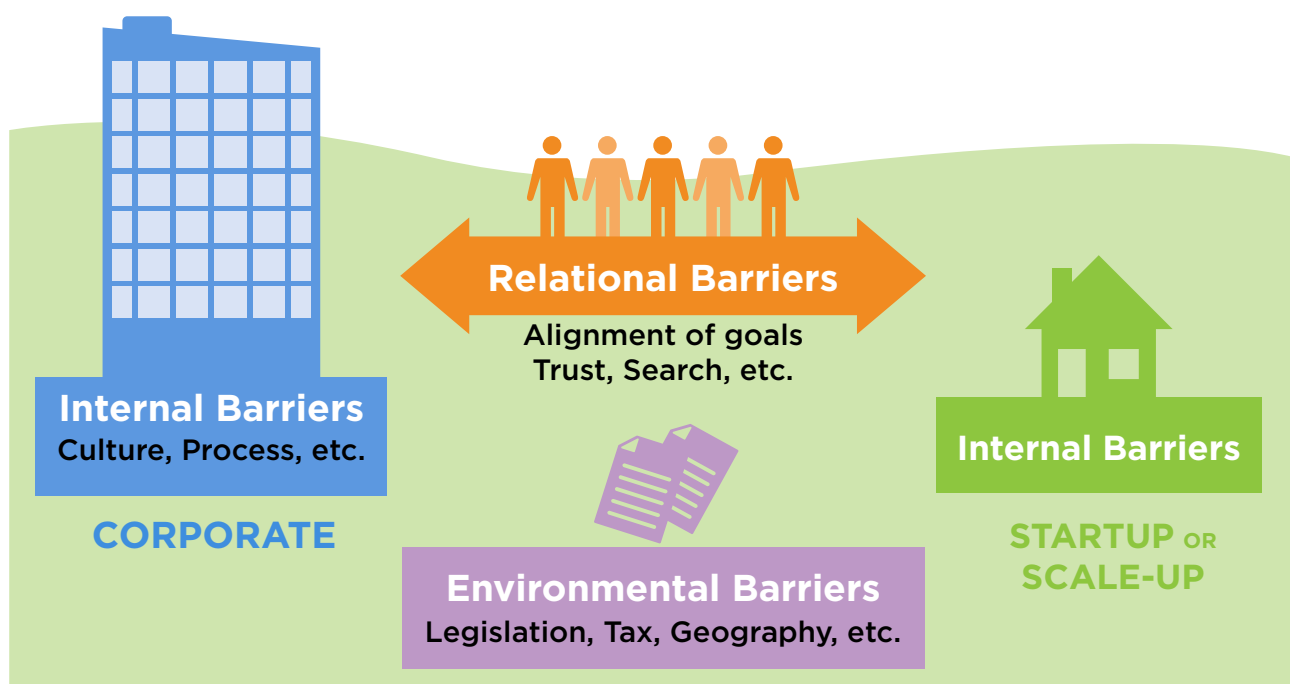 Relational Barriers
Alignment of goals
Trust, Search, etc.
Internal Barriers
Culture, Process, etc.
CORPORATE
Internal Barriers
STARTUP OR
SCALE-UP
Environmental Barriers
Legislation, Tax, Geography, etc.